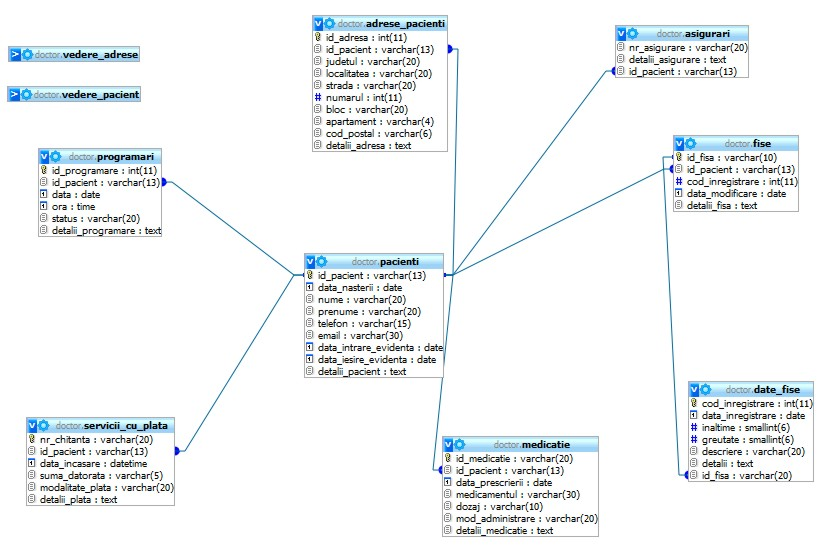 doctor.vedere_adrese
doctor.vedere_pacient
doctor.adrese_pacienti
id_adresa : int(11)
id_pacient : varchar(13)
judetul : varchar(20)
localitatea : varchar(20)
strada : varchar(20)
# numarul : int(11)
bloc : varchar(20)
apartament : varchar(4)
cod_postal : varchar(6)
detalii_adresa : text
doctor.asigurari
nr_asigurare : varchar(20)
detalii_asigurare : text
id_pacient : varchar(13)
doctor.programari
id_programare : int(11)
id_pacient : varchar(13)
data : date
ora : time
status : varchar(20)
detalii_programare : text
doctor.fise
id_fisa : varchar(10)
id_pacient : varchar(13)
# cod_inregistrare : int(11)
data_modificare : date
detalii_fisa : text
doctor.pacienti
id_pacient : varchar(13)
data_nasterii : date
nume : varchar(20)
prenume : varchar(20)
telefon : varchar(15)
email : varchar(30)
data_intrare_evidenta : date
data_iesire_evidenta : date
detalii_pacient : text
doctor.servicii_cu_plata
nr_chitanta : varchar(20)
id_pacient : varchar(13)
data_incasare : datetime
suma_datorata : varchar(5)
modalitate_plata : varchar(20)
detalii_plata : text
doctor.medicatie
id_medicatie : varchar(20)
id_pacient : varchar(13)
data_prescrierii : date
medicamentul : varchar(30)
dozaj : varchar(10)
mod_administrare : varchar(20)
detalii_medicatie : text
doctor.date_fise
cod_inregistrare : int(11)
data_inregistrare : date
# inaltime : smallint(6)
# greutate : smallint(6)
descriere : varchar(20)
detalii : text
id_fisa : varchar(20)